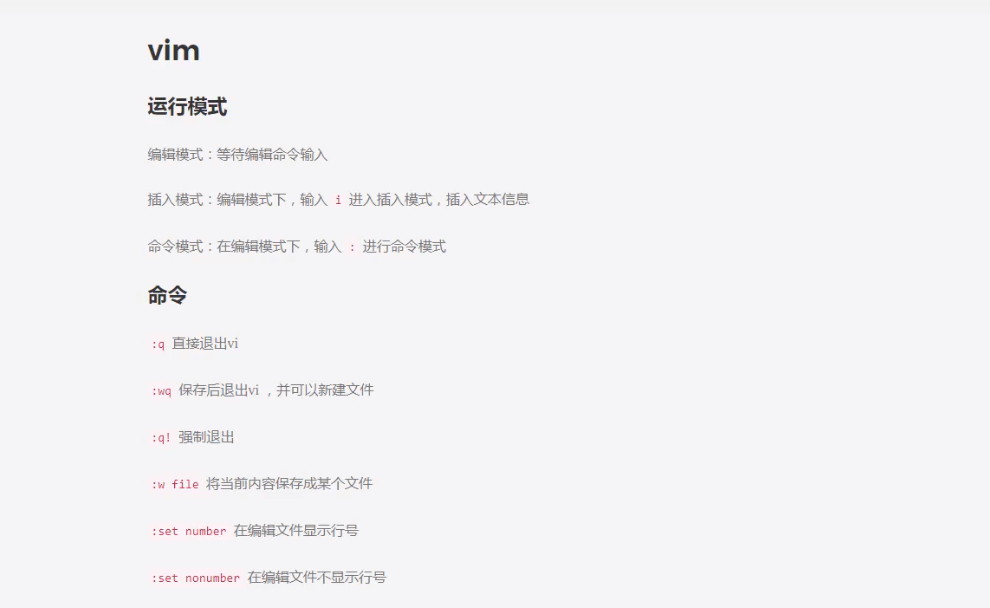 vim
运行模式
编辑模式：等待编辑命令输入
插入模式：编辑模式下，输入 i 进入插入模式，插入文本信息
命令模式：在编辑模式下，输入 : 进行命令模式
命令
:q 直接退出vi
:wq 保存后退出vi ，并可以新建文件
:q! 强制退出
:w file 将当前内容保存成某个文件
:set number 在编辑文件显示行号
:set nonumber 在编辑文件不显示行号